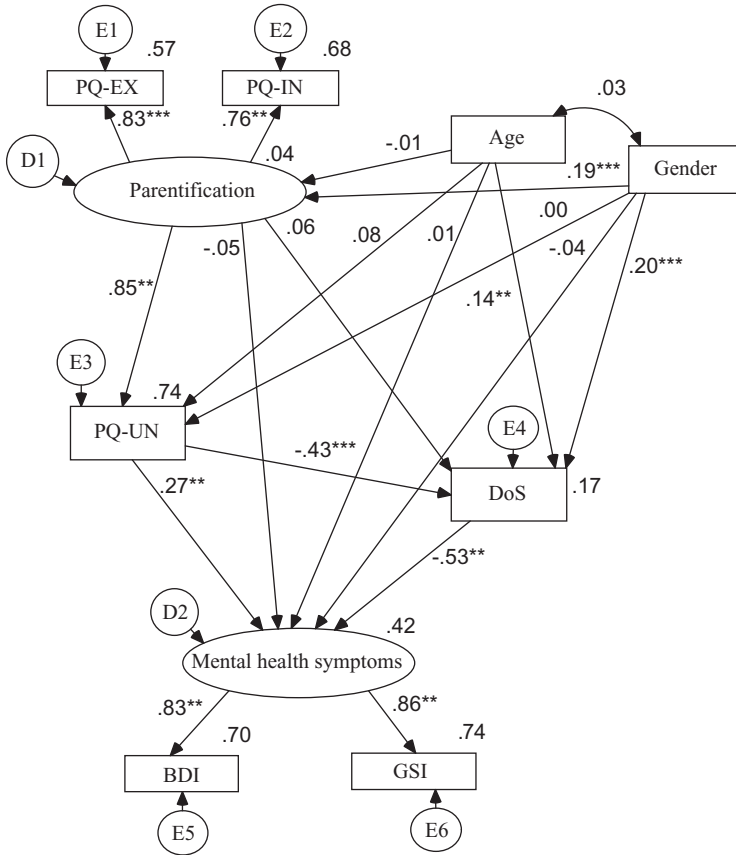 E1
E2
.57
.68
PQ-EX
PQ-IN
.03
.83***
.76**
Age
D1
.04
-.01
Gender
Parentification
.19***
-.05
.06
.08
.01
.00
-.04
.20***
.85**
.14**
E3
.74
PQ-UN
E4
-.43***
.27**
DoS
.17
-.53**
D2
.42
Mental health symptoms
.83**
.86**
.70
.74
BDI
GSI
E5
E6